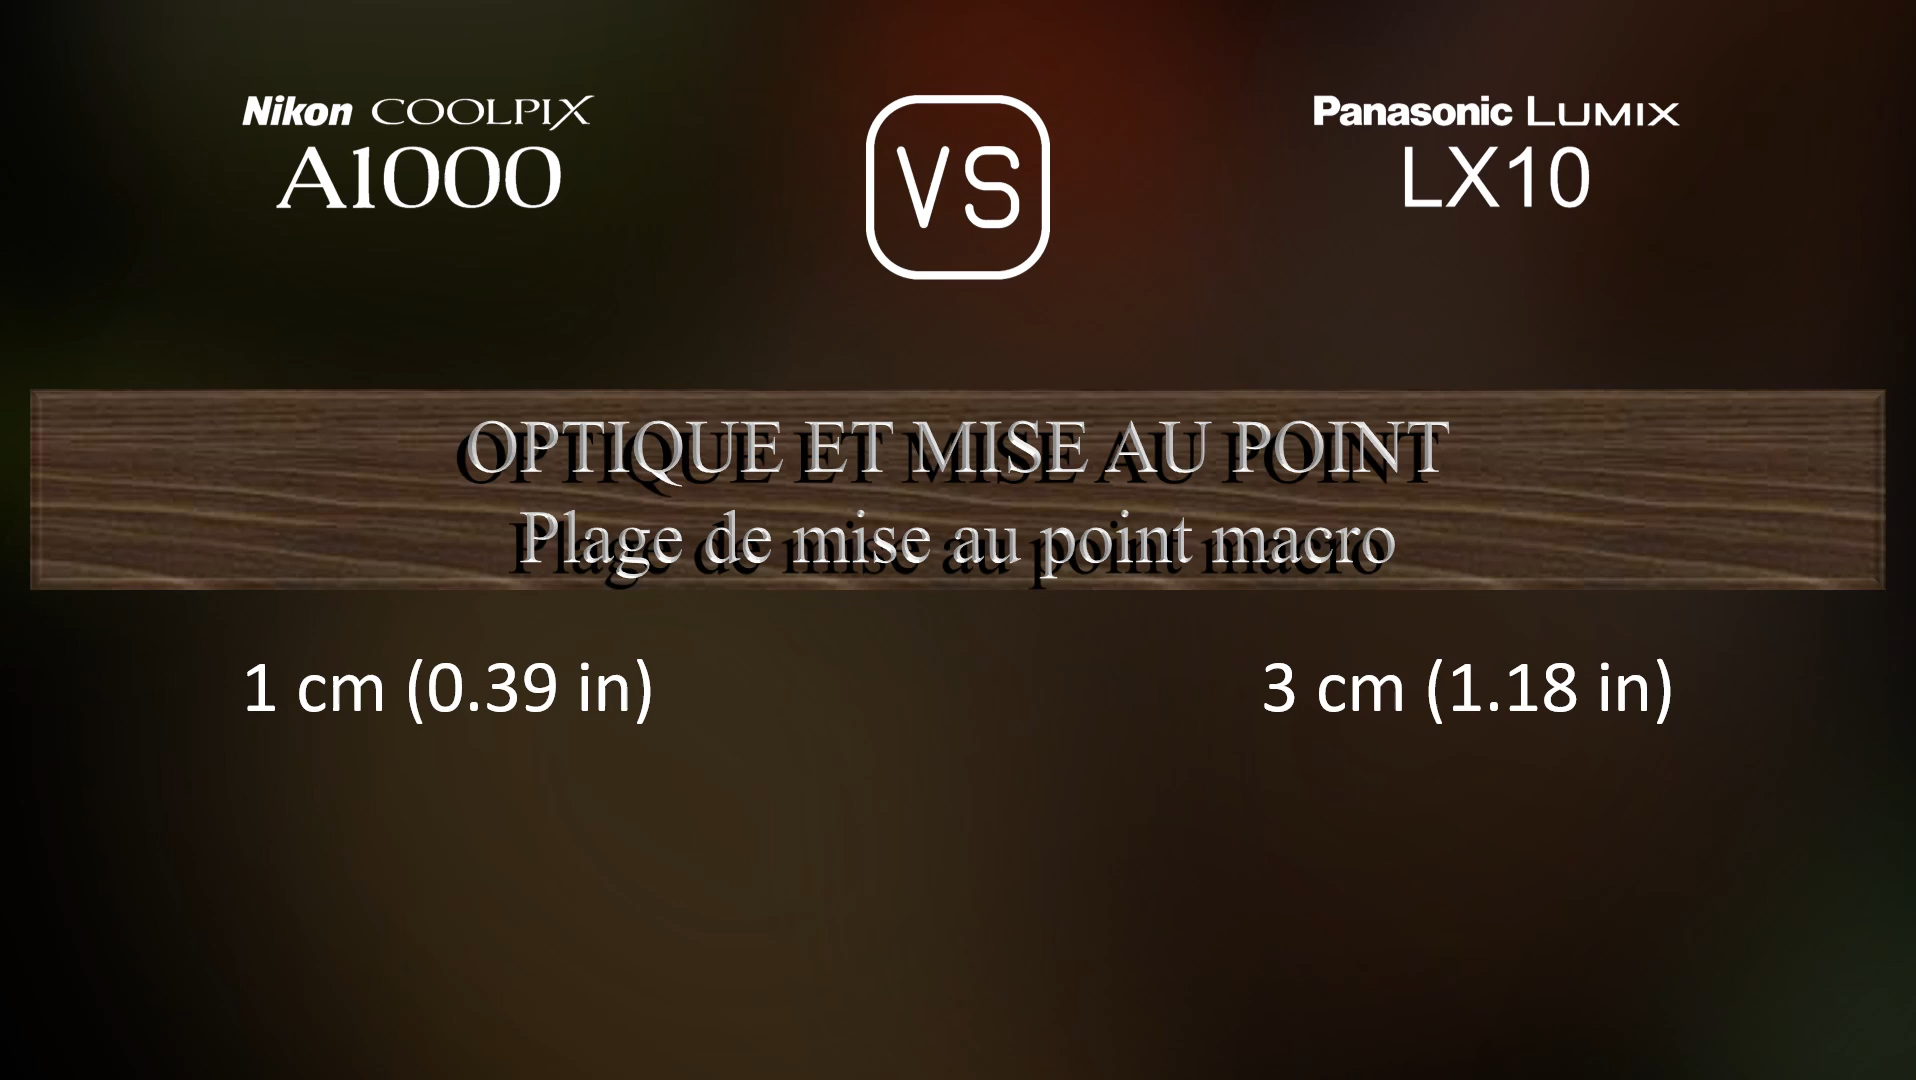 Nikon COOLPIX
A1000
VS
Panasonic LUMIX
LX10
OPTIQUE ET MISE AU POINT
Plage de mise au point macro
1 cm (0.39 in)
3 cm (1.18 in)